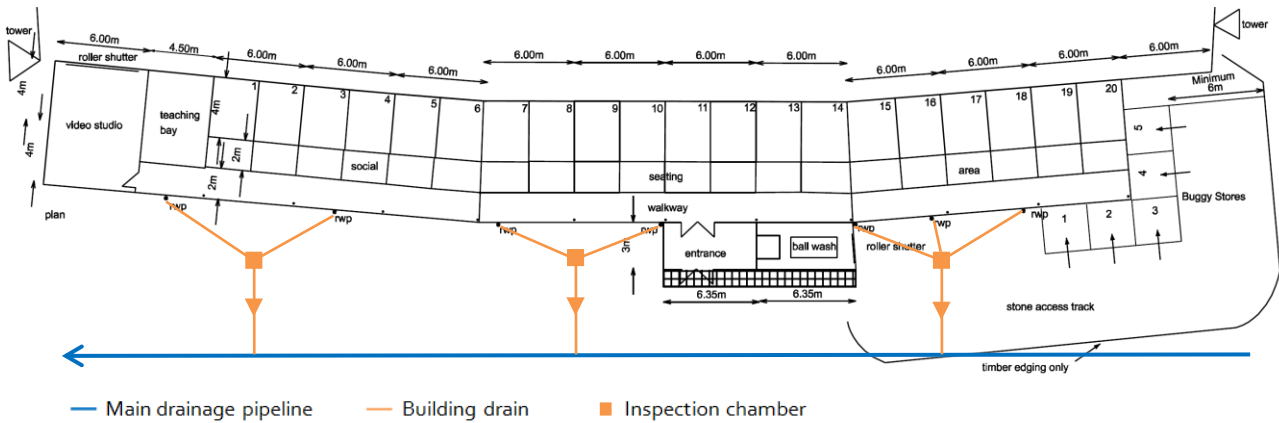 tower
6.00m
4.50m
6.00m
6.00m
6.00m
6.00m
6.00m
6.00m
6.00m
6.00m
6.00m
6.00m
6.00m
tower
roller shutter
Minimum
6m
4m
4m
video studio
teaching
bay
4m
1
2
3
4
5
6
7
8
9
10
11
12
13
14
15
16
17
18
19
20
2m
2m
social
seating
area
5
4
Buggy Stores
1
2
3
plan
rwp
rwp
rwp
rwp
rwp
rwp
walkway
3m
entrance
ball wash
roller shutter
6.35m
6.35m
stone access track
timber edging only
Main drainage pipeline
Building drain
Inspection chamber